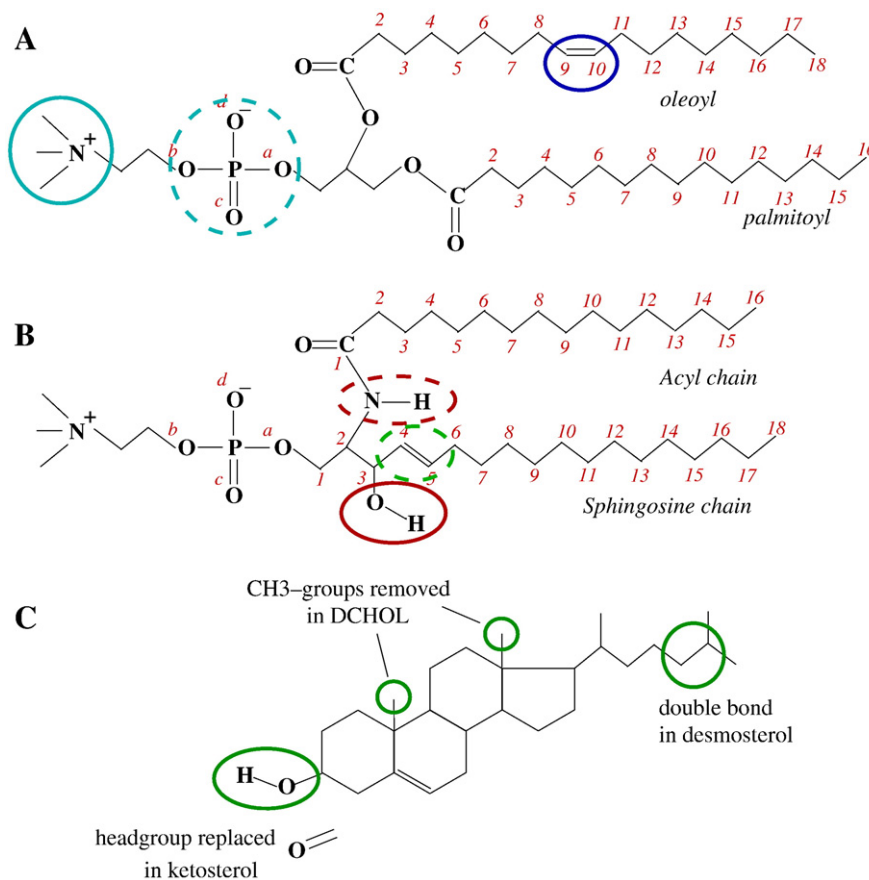 A
2 4 6 8 11 13 15 17
3 5 7 9 10 12 14 16 18
O C
oleoyl
d
O−
O
N+ b O P a O O
2 4 6 8 10 12 14 16
C
c O
3 5 7 9 11 13 15
O
palmitoyl
B
2 4 6 8 10 12 14 16
O C
1 3 5 7 9 11 13 15
Acyl chain
d
O−
N H
N+ b O P a O
2 4 6 8 10 12 14 16 18
c O
1 3 5 7 9 11 13 15 17
O H
Sphingosine chain
C
CH3–groups removed
in DCHOL
double bond
in desmosterol
H O
headgroup replaced O
in ketosterol